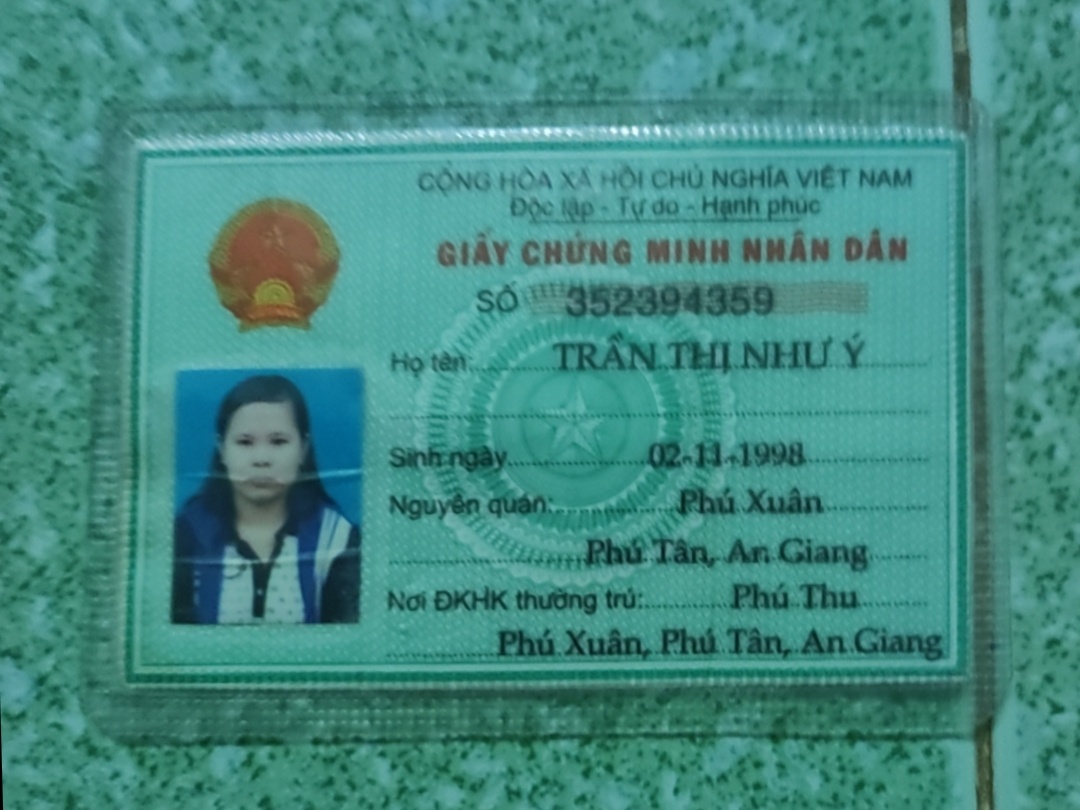 CỘNG HÒA XÃ HỘI CHỦ NGHĨA VIỆT NAM
Độc lập - Tự do - Hạnh phúc
GIẤY CHỨNG MINH NHÂN DÂN
SỐ 352394359
Họ tên: TRẦN THỊ NHƯ Ý
Sinh ngày 02-11-1998
Nguyên quán: Phú Xuân
Phú Tân, An Giang
Nơi ĐKHK thường trú: Phú Thu
Phú Xuân, Phú Tân, An Giang